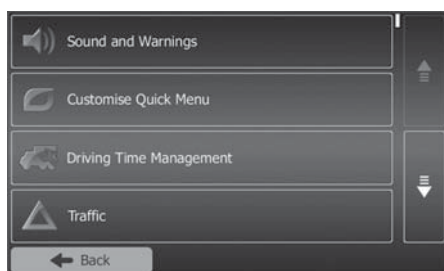 Sound and Warnings
Customise Quick Menu
Driving Time Management
Traffic
Back